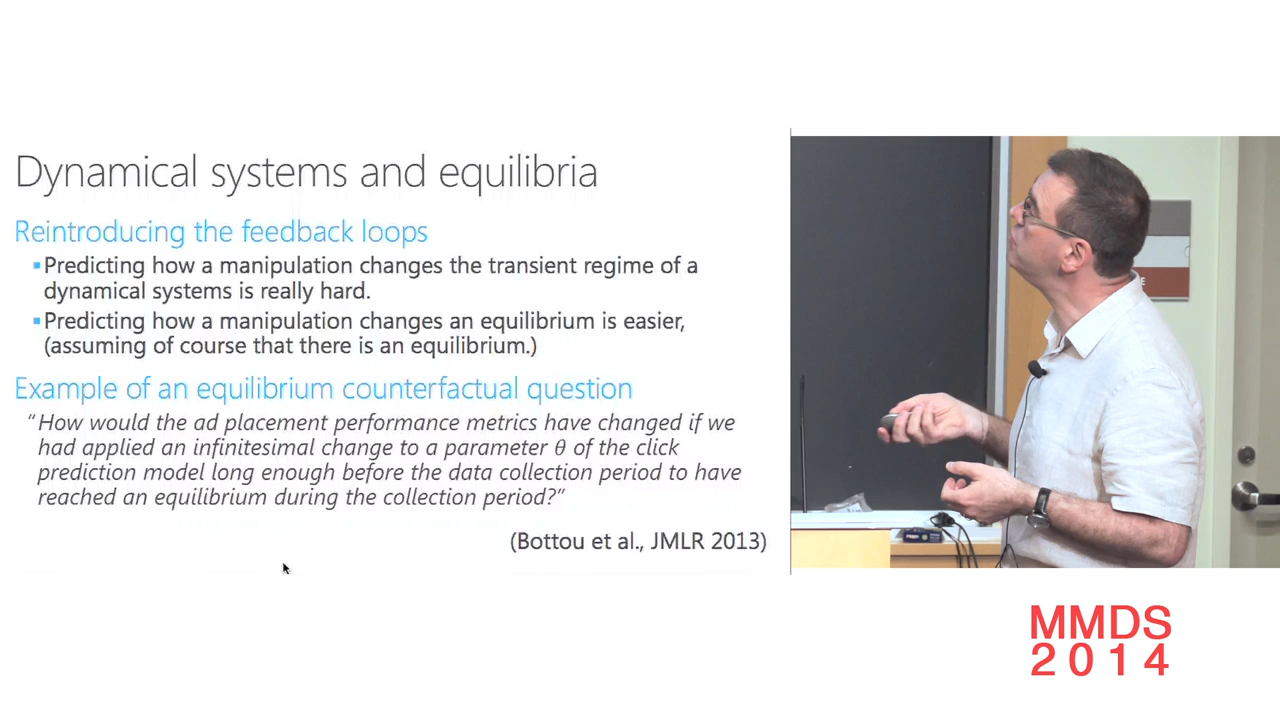 Dynamical systems and equilibria
Reintroducing the feedback loops
▪Predicting how a manipulation changes the transient regime of a
dynamical systems is really hard.
▪Predicting how a manipulation changes an equilibrium is easier,
(assuming of course that there is an equilibrium.)
Example of an equilibrium counterfactual question
“How would the ad placement performance metrics have changed if we
had applied an infinitesimal change to a parameter θ of the click
prediction model long enough before the data collection period to have
reached an equilibrium during the collection period?”
(Bottou et al., JMLR 2013)
MMDS
2014